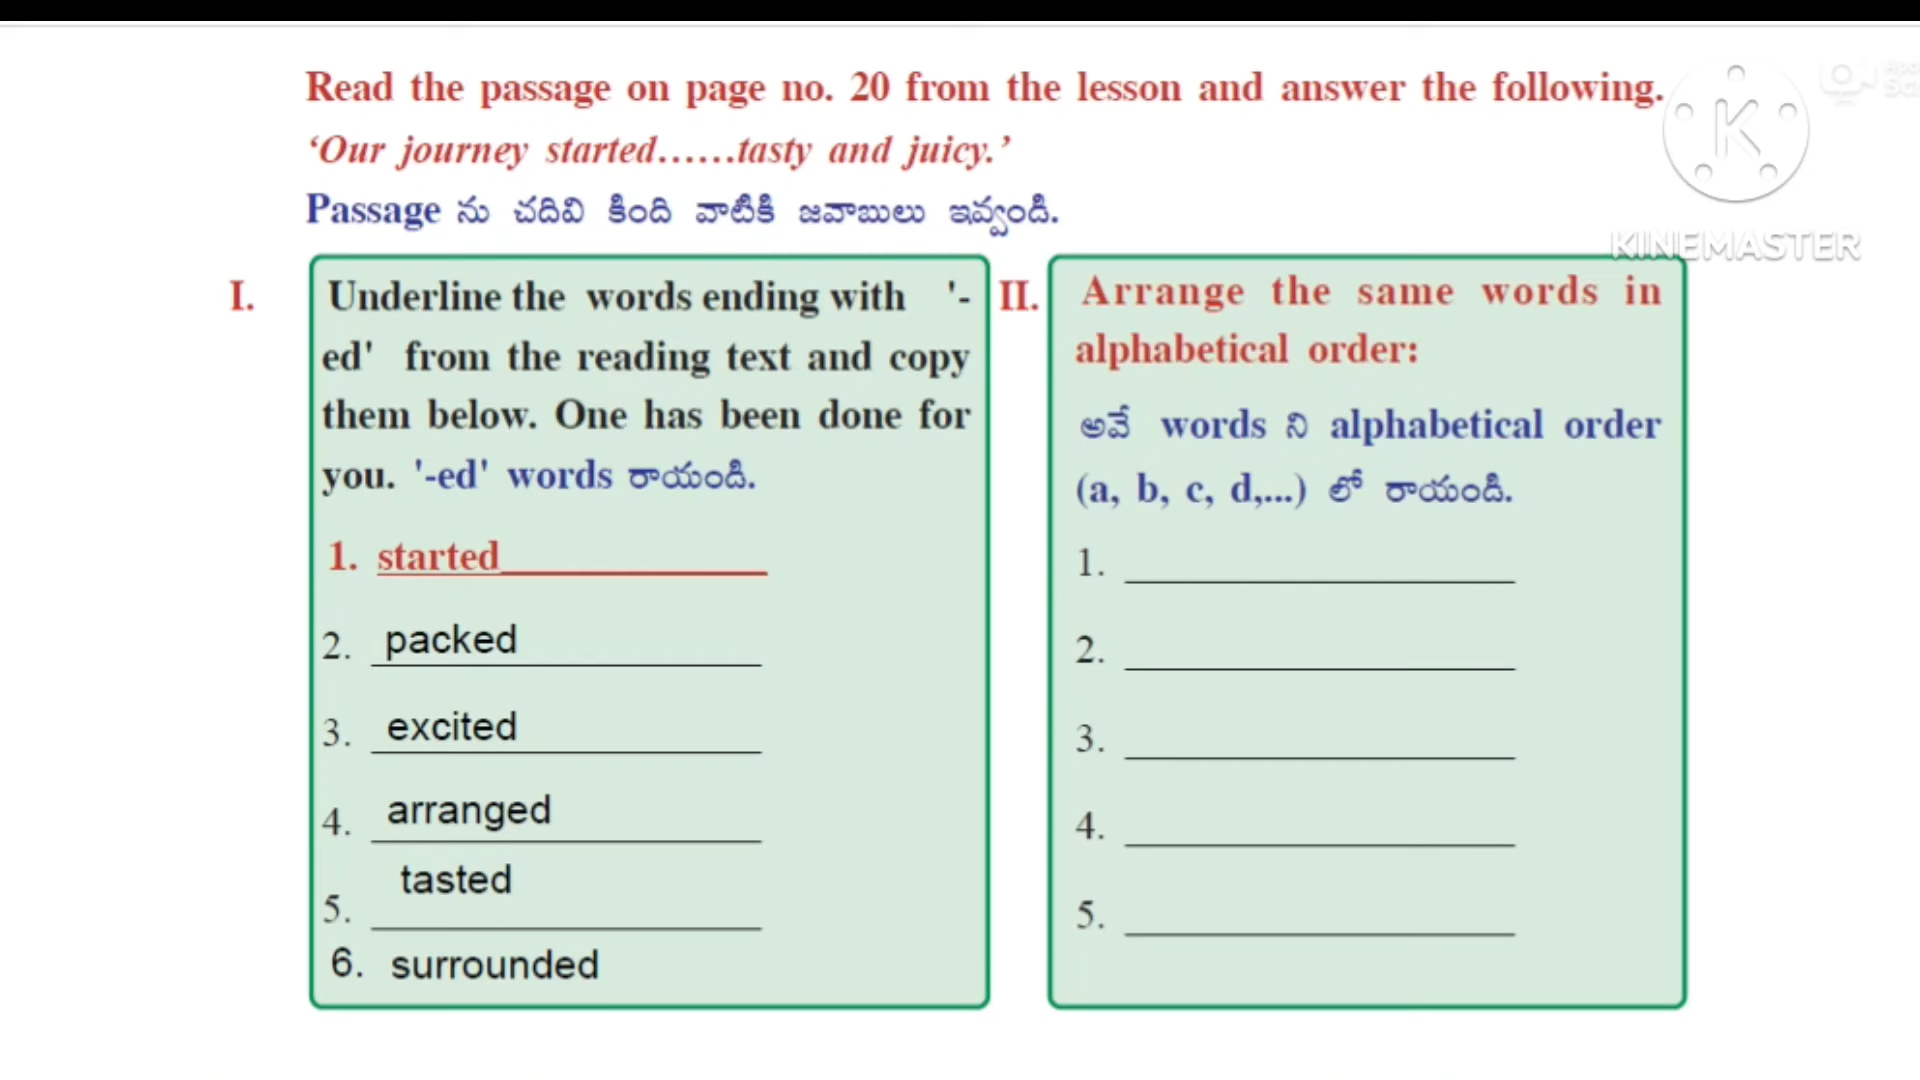 Read the passage on page no. 20 from the lesson and answer the following.
‘Our journey started......tasty and juicy.’
Passage ను చదివి కింది వాటికి జవాబులు ఇవ్వండి.
KINEMASTER
I.
Underline the words ending with '-
ed' from the reading text and copy
them below. One has been done for
you. '-ed' words రాయండి.
1. started
2. packed
3. excited
4. arranged
5. tasted
6. surrounded
II.
Arrange the same words in
alphabetical order:
అవే words ని alphabetical order
(a, b, c, d,...) లో రాయండి.
1.
2.
3.
4.
5.